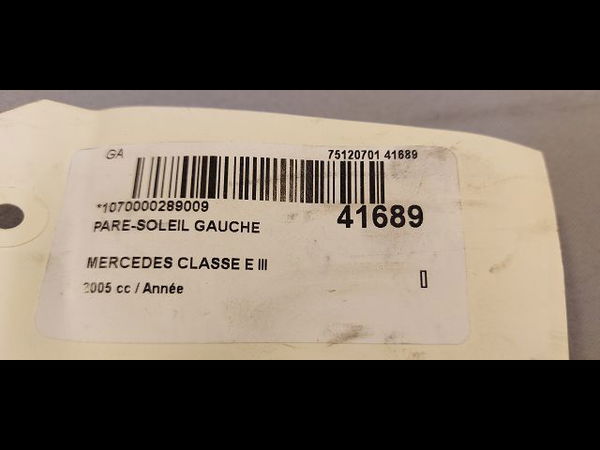 GA 75120701 41689
*1070000289009
41689
PARE-SOLEIL GAUCHE
MERCEDES CLASSE E III
2005 cc / Année